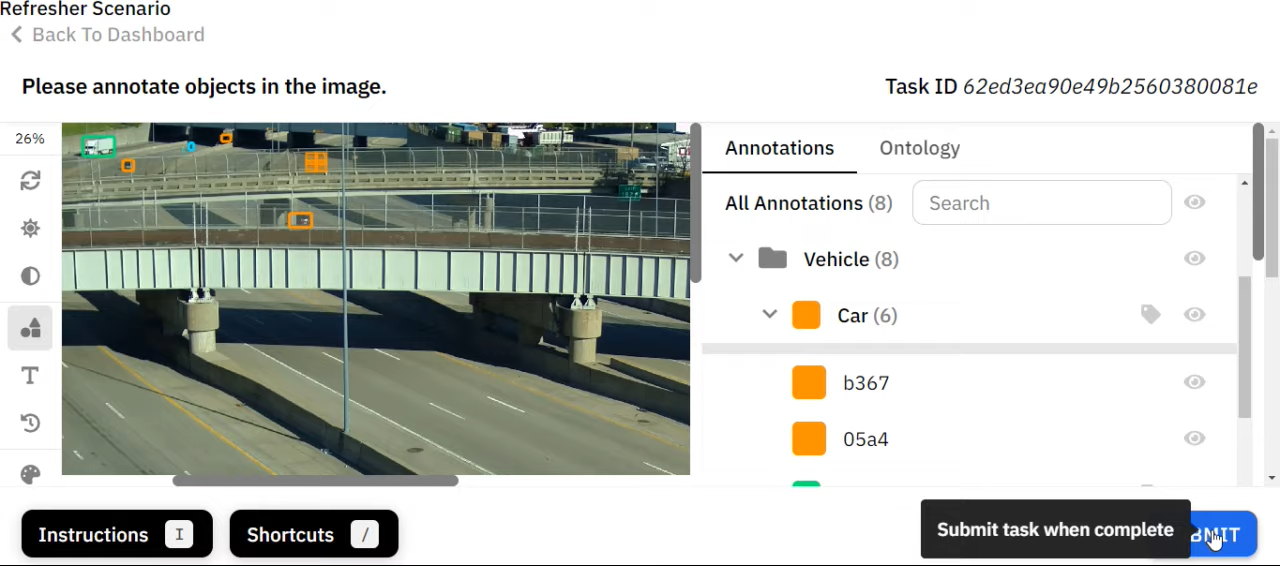 Refresher Scenario
Back To Dashboard
Please annotate objects in the image.
Task ID 62ed3ea90e49b2560380081e
26%
Annotations
Ontology
All Annotations (8)
Search
Vehicle (8)
Car (6)
b367
05a4
Instructions I
Shortcuts /
Submit task when complete
BMIT